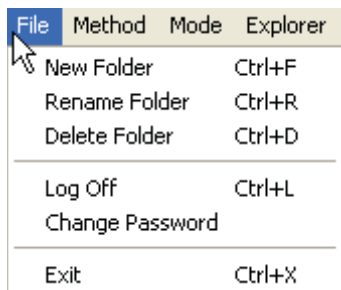 File Method Mode Explorer
New Folder Ctrl+F
Rename Folder Ctrl+R
Delete Folder Ctrl+D
Log Off Ctrl+L
Change Password
Exit Ctrl+X